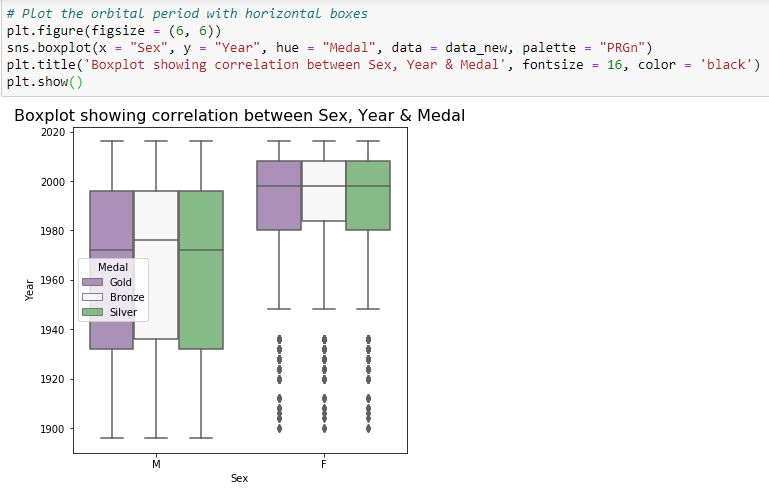 # Plot the orbital period with horizontal boxes
plt.figure(figsize = (6, 6))
sns.boxplot(x = "Sex", y = "Year", hue = "Medal", data = data_new, palette = "PRGn")
plt.title('Boxplot showing correlation between Sex, Year & Medal', fontsize = 16, color = 'black')
plt.show()
Boxplot showing correlation between Sex, Year & Medal
2020
2000
1980
1960
1940
1920
1900
Year
Medal
Gold
Bronze
Silver
M
F
Sex